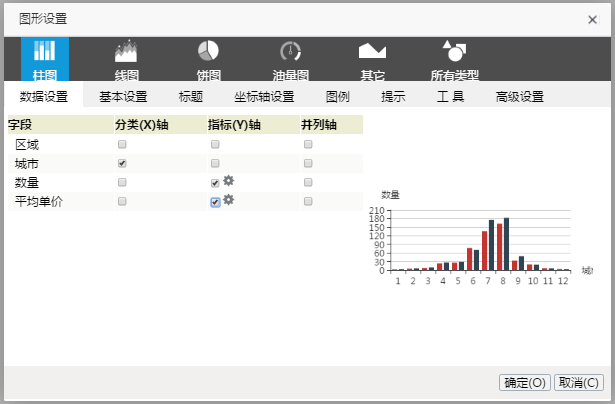 图形设置
柱图 线图 饼图 油量图 其它 所有类型
数据设置 基本设置 标题 坐标轴设置 图例 提示 工 具 高级设置
字段 分类(X)轴 指标(Y)轴 并列轴
区域
城市
数量
平均单价
数量
210
180
150
120
90
60
30
0
城市
1 2 3 4 5 6 7 8 9 10 11 12
确定(O) 取消(C)